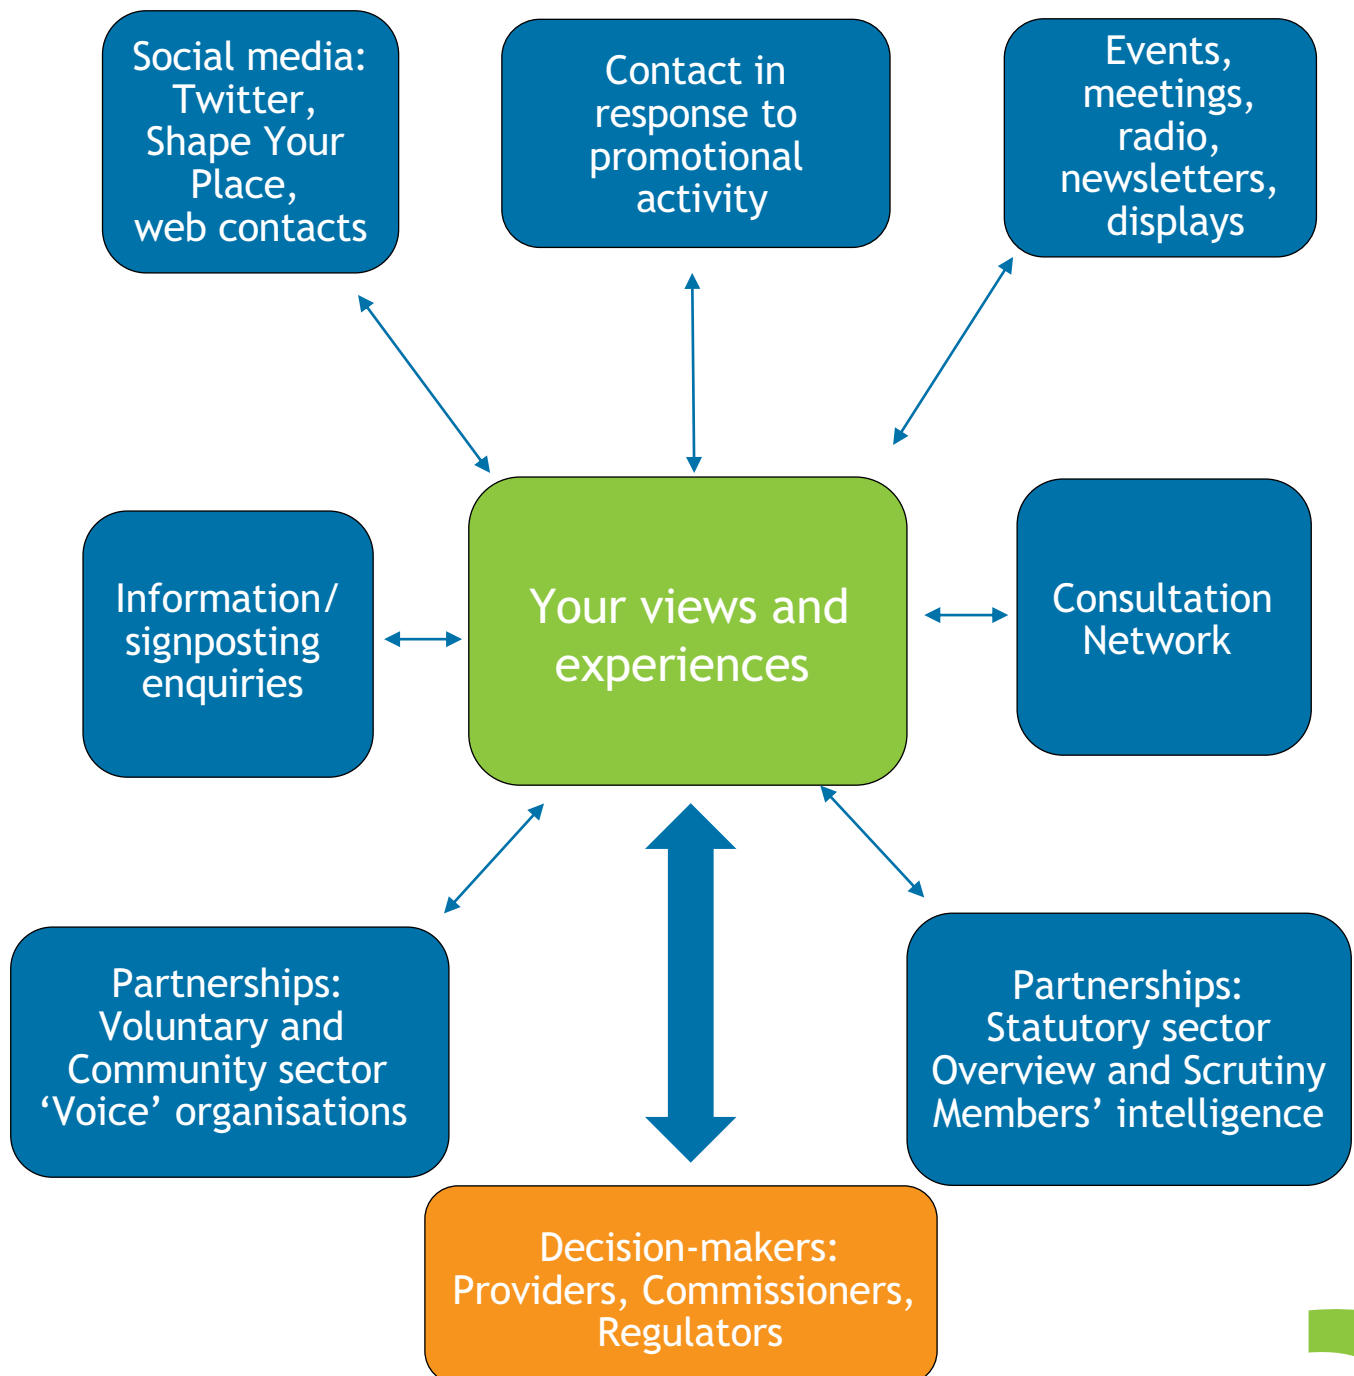 Social media:
Twitter,
Shape Your
Place,
web contacts
Contact in
response to
promotional
activity
Events,
meetings,
radio,
newsletters,
displays
Information/
signposting
enquiries
Your views and
experiences
Consultation
Network
Partnerships:
Voluntary and
Community sector
‘Voice’ organisations
Partnerships:
Statutory sector
Overview and Scrutiny
Members’ intelligence
Decision-makers:
Providers, Commissioners,
Regulators